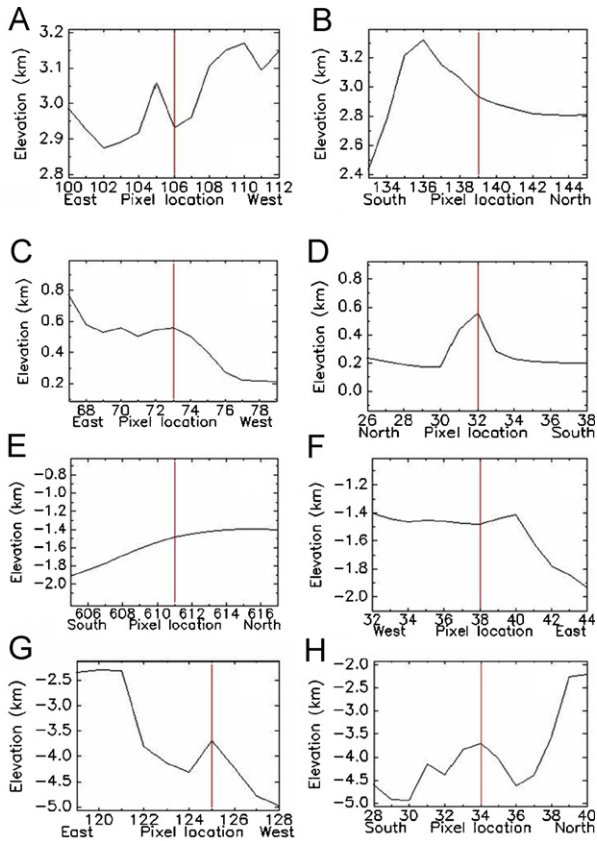 A
B
Elevation (km)
3.2
3.1
3.0
2.9
2.8
100 102 104 106 108 110 112
East Pixel location West
Elevation (km)
3.2
3.0
2.8
2.6
2.4
134 136 138 140 142 144
South Pixel location North
C
D
Elevation (km)
0.8
0.6
0.4
0.2
68 70 72 74 76 78
East Pixel location West
Elevation (km)
0.8
0.6
0.4
0.2
0.0
26 28 30 32 34 36 38
North Pixel location South
E
F
Elevation (km)
-0.8
-1.0
-1.2
-1.4
-1.6
-1.8
-2.0
606 608 610 612 614 616
South Pixel location North
Elevation (km)
-1.2
-1.4
-1.6
-1.8
-2.0
32 34 36 38 40 42 44
West Pixel location East
G
H
Elevation (km)
-2.5
-3.0
-3.5
-4.0
-4.5
-5.0
120 122 124 126 128
East Pixel location West
Elevation (km)
-2.0
-2.5
-3.0
-3.5
-4.0
-4.5
-5.0
28 30 32 34 36 38 40
South Pixel location North